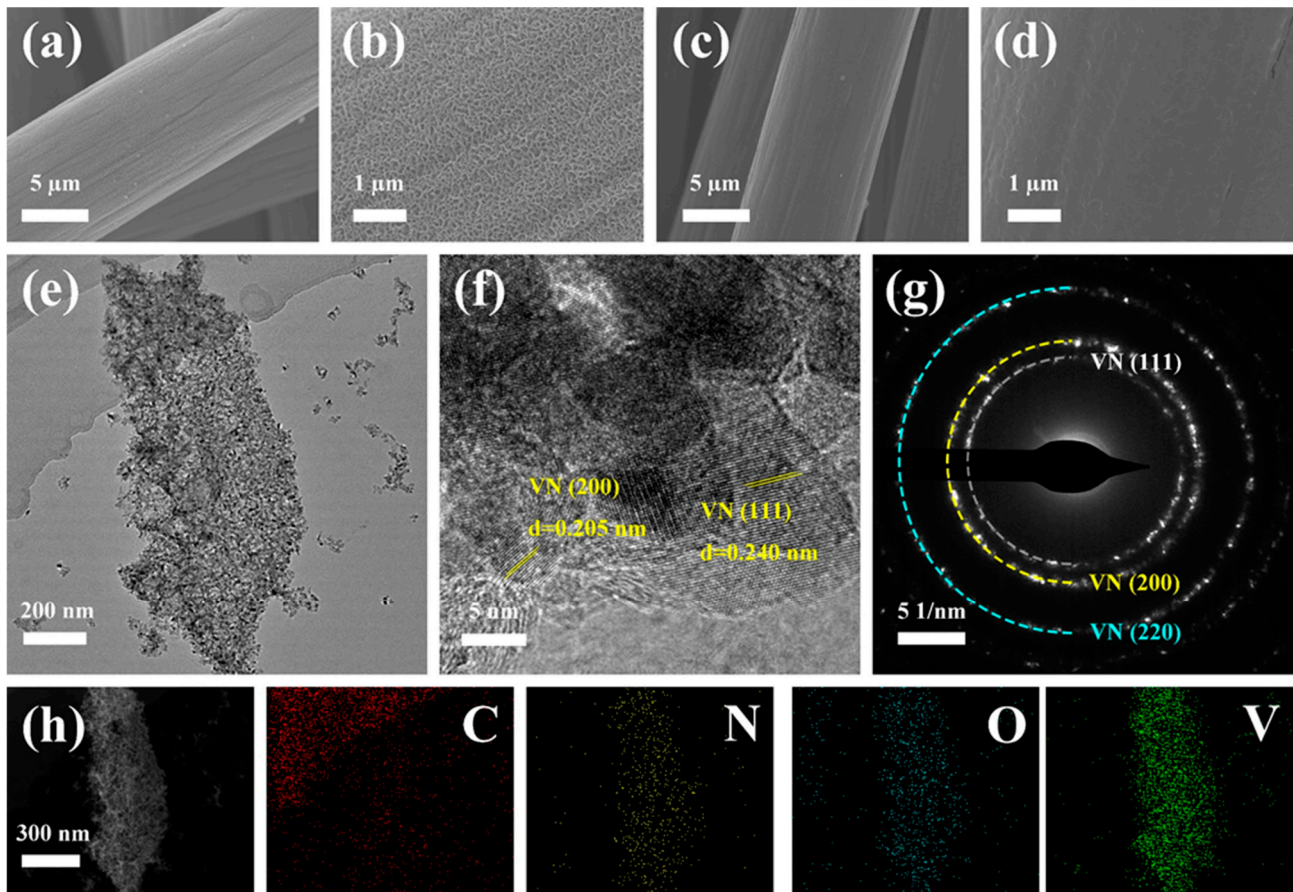 (a)
5 µm
(b)
1 µm
(c)
5 µm
(d)
1 µm
(e)
200 nm
(f)
VN (200)
d=0.205 nm
VN (111)
d=0.240 nm
5 nm
(g)
VN (111)
VN (200)
VN (220)
5 1/nm
(h)
300 nm
C
N
O
V